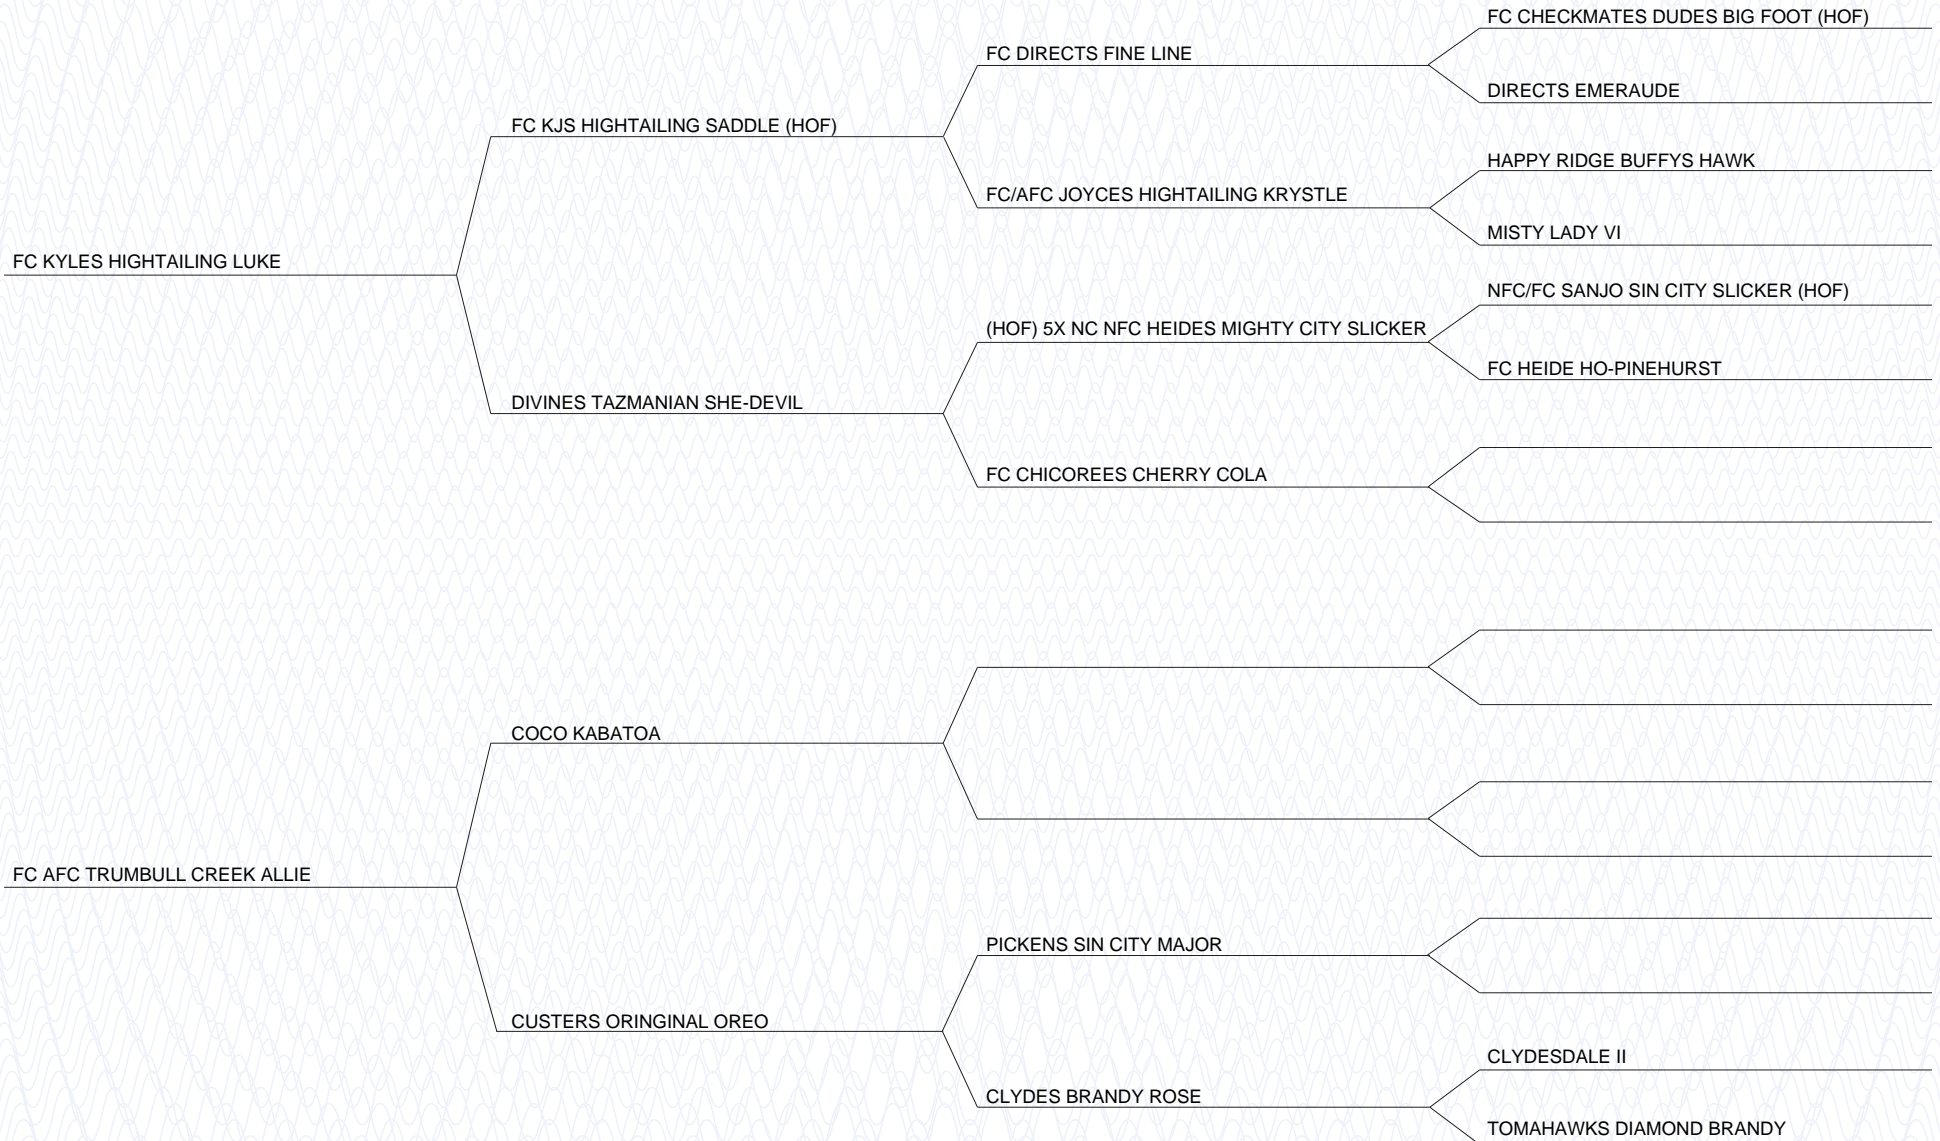 FC CHECKMATES DUDES BIG FOOT (HOF)
FC DIRECTS FINE LINE
DIRECTS EMERAUDE
FC KJS HIGHTAILING SADDLE (HOF)
HAPPY RIDGE BUFFYS HAWK
FC/AFC JOYCES HIGHTAILING KRYSTLE
MISTY LADY VI
FC KYLES HIGHTAILING LUKE
NFC/FC SANJO SIN CITY SLICKER (HOF)
(HOF) 5X NC NFC HEIDES MIGHTY CITY SLICKER
FC HEIDE HO-PINEHURST
DIVINES TAZMANIAN SHE-DEVIL
FC CHICOREES CHERRY COLA
COCO KABATOA
FC AFC TRUMBULL CREEK ALLIE
PICKENS SIN CITY MAJOR
CUSTERS ORINGINAL OREO
CLYDESDALE II
CLYDES BRANDY ROSE
TOMAHAWKS DIAMOND BRANDY